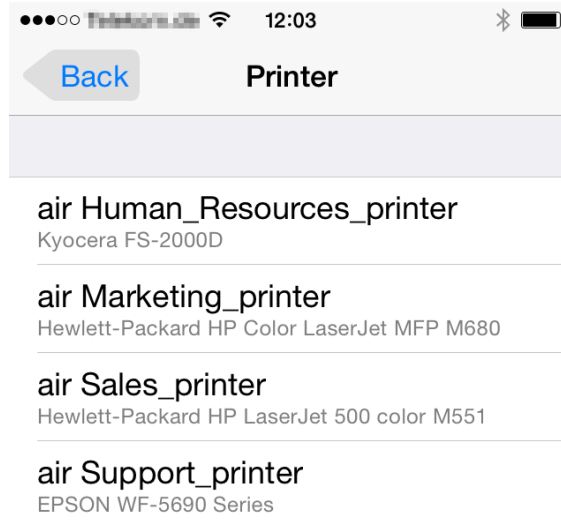 12:03
Back
Printer
air Human_Resources_printer
Kyocera FS-2000D
air Marketing_printer
Hewlett-Packard HP Color LaserJet MFP M680
air Sales_printer
Hewlett-Packard HP LaserJet 500 color M551
air Support_printer
EPSON WF-5690 Series